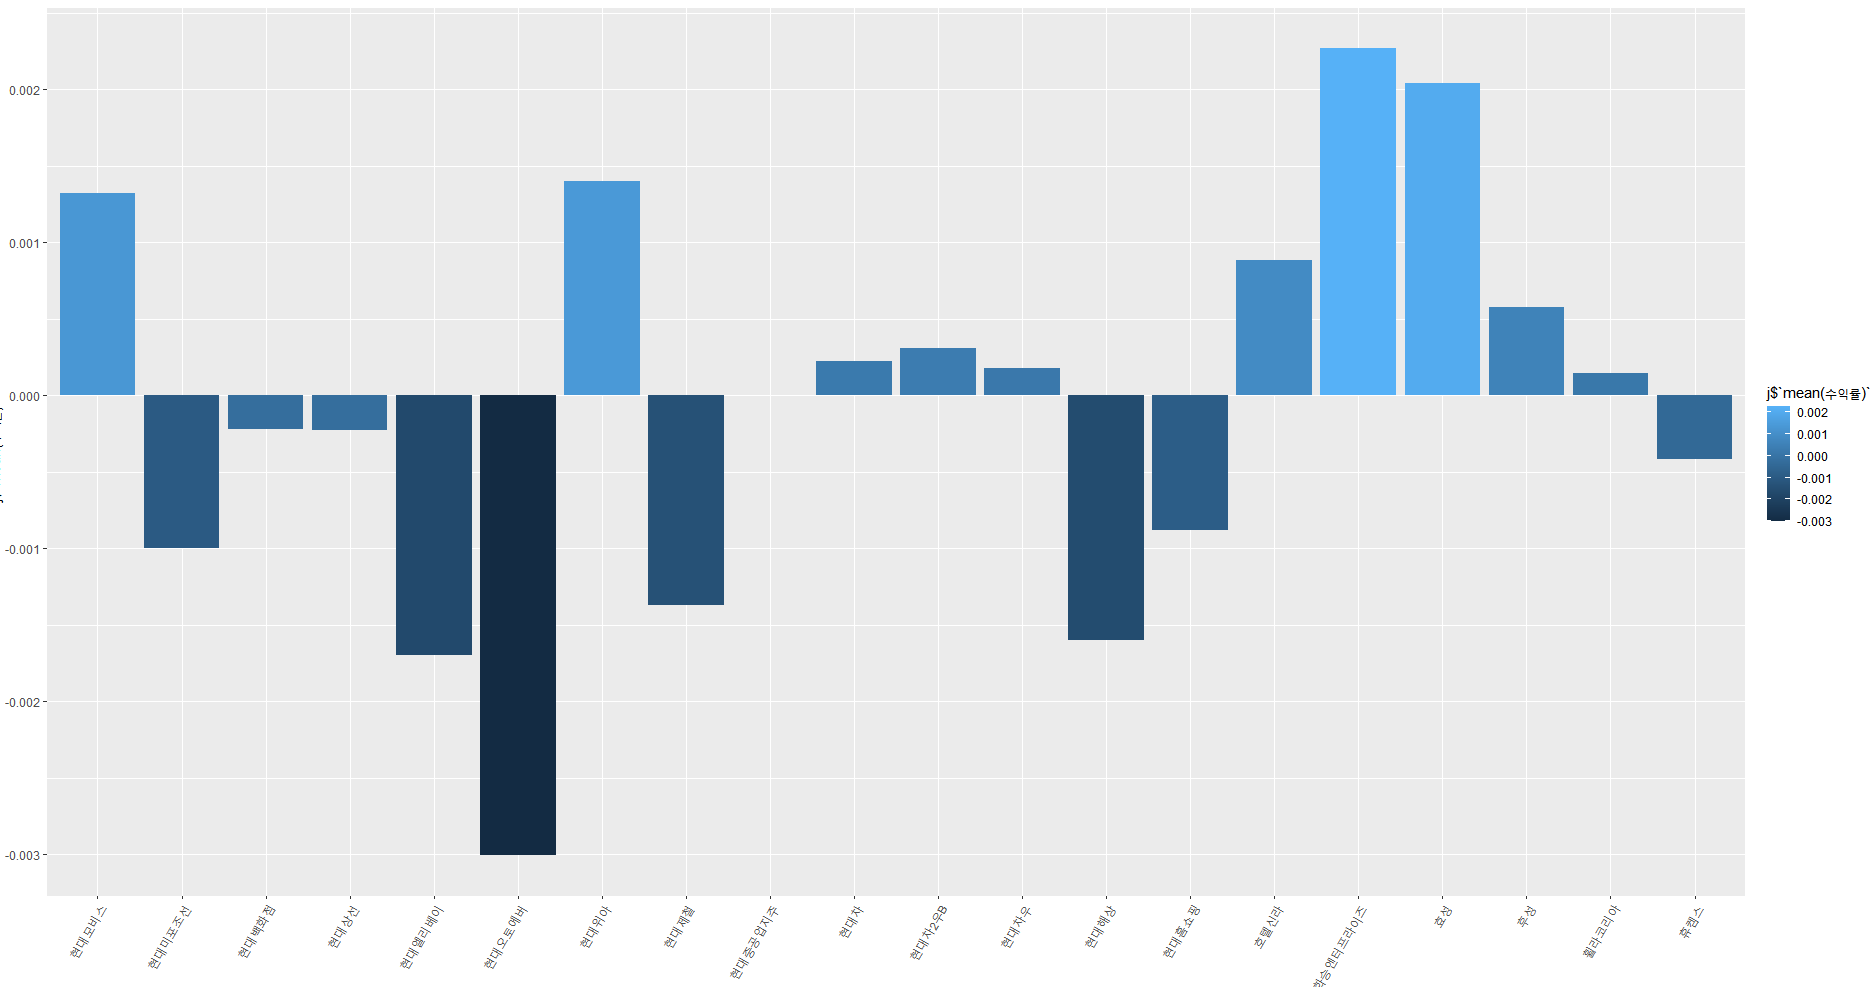 0.002
0.001
0.000
-0.001
-0.002
-0.003
현대모비스
현대미포조선
현대백화점
현대상선
현대엘리베이
현대오토에버
현대위아
현대제철
현대중공업지주
현대차
현대차2우B
현대차우
현대해상
현대홈쇼핑
호텔신라
화승엔터프라이즈
효성
후성
휠라코리아
휴켐스
j$`mean(수익률)`
0.002
0.001
0.000
-0.001
-0.002
-0.003